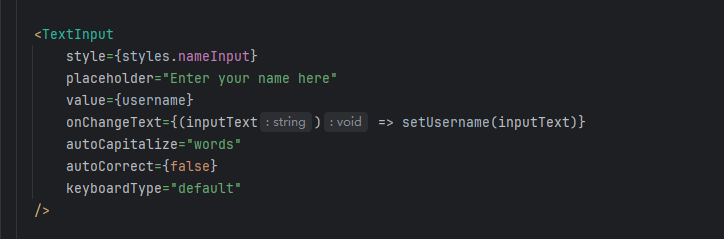 <TextInput
style={styles.nameInput}
placeholder="Enter your name here"
value={username}
onChangeText={(inputText : string ) : void => setUsername(inputText)}
autoCapitalize="words"
autoCorrect={false}
keyboardType="default"
/>